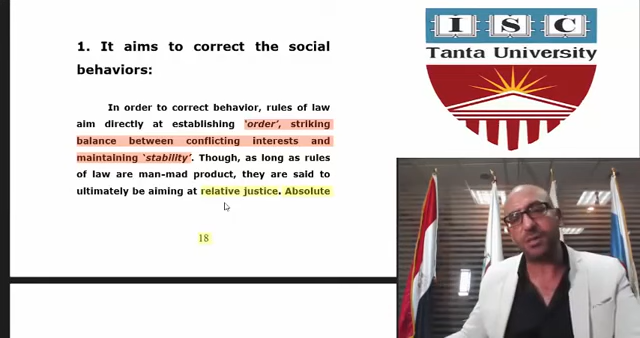 1. It aims to correct the social
behaviors:
In order to correct behavior, rules of law
aim directly at establishing 'order', striking
balance between conflicting interests and
maintaining 'stability'. Though, as long as rules
of law are man-mad product, they are said to
ultimately be aiming at relative justice. Absolute
18
I S C
Tanta University